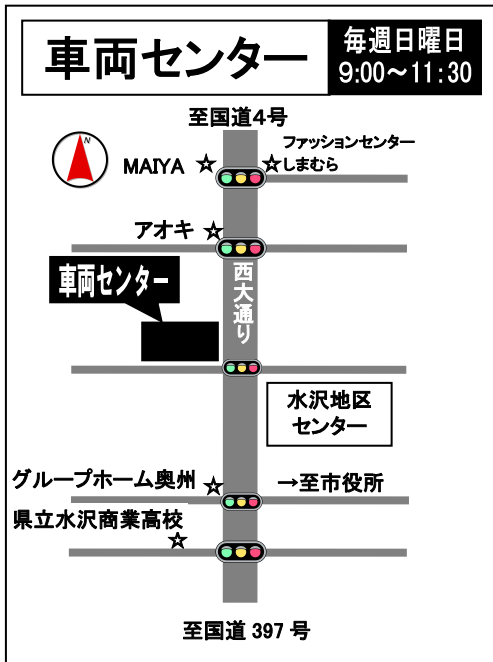 車両センター
毎週日曜日
9:00～11:30
至国道4号
N
MAIYA ☆
☆ ファッションセンター
しまむら
アオキ ☆
車両センター
西大通り
水沢地区
センター
グループホーム奥州 ☆
→至市役所
県立水沢商業高校
☆
至国道 397 号